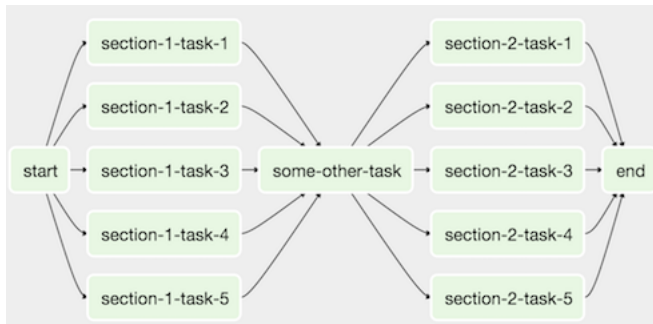 section-1-task-1 section-2-task-1
section-1-task-2 section-2-task-2
start section-1-task-3 some-other-task section-2-task-3 end
section-1-task-4 section-2-task-4
section-1-task-5 section-2-task-5